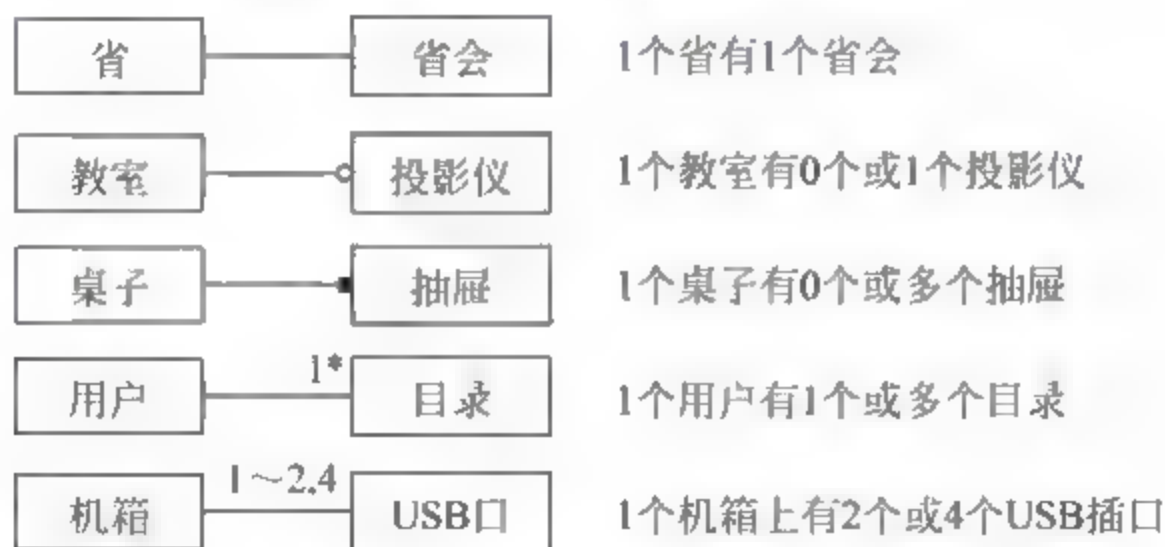 省 省会 1个省有1个省会
教室 投影仪 1个教室有0个或1个投影仪
桌子 抽屉 1个桌子有0个或多个抽屉
用户 1* 目录 1个用户有1个或多个目录
机箱 1～2,4 USB口 1个机箱上有2个或4个USB插口